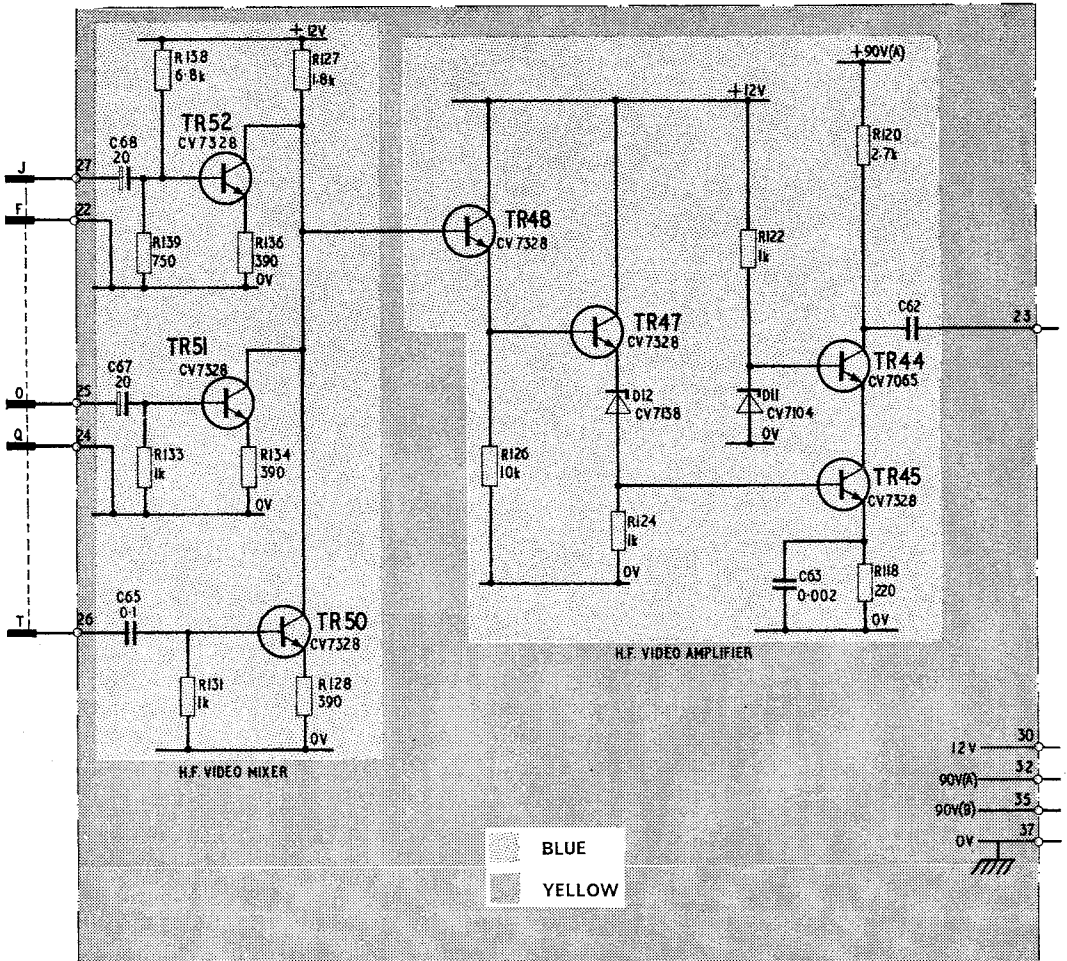 +12V
R138
6·8k
R127
1·8k
TR52
CV7328
C68
20
J
27
F
22
R139
750
R136
390
0V
TR51
CV7328
C67
20
O
25
Q
24
R133
1k
R134
390
0V
C65
0·1
T
26
TR50
CV7328
R131
1k
R128
390
0V
H.F. VIDEO MIXER
+90V(A)
+12V
R120
2·7k
TR48
CV7328
R122
1k
TR47
CV7328
C62
23
TR44
CV7065
D12
CV7138
D11
CV7104
0V
R126
10k
TR45
CV7328
R124
1k
0V
C63
0·002
R118
220
0V
H.F. VIDEO AMPLIFIER
12V
30
90V(A)
32
90V(B)
35
0V
37
BLUE
YELLOW